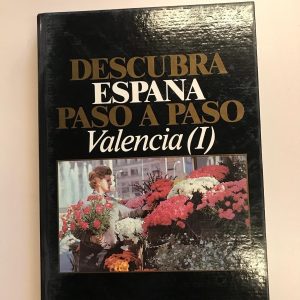 DESCUBRA
ESPAÑA
PASO A PASO
Valencia (I)